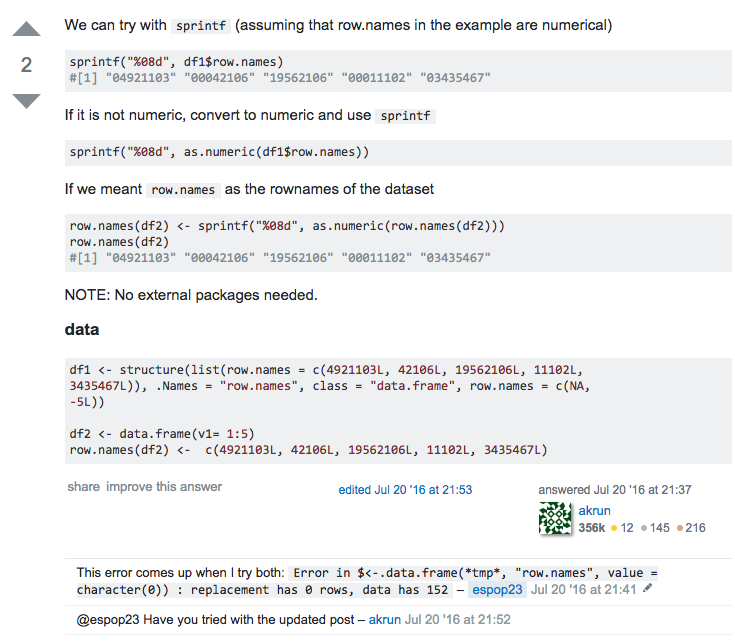 We can try with sprintf (assuming that row.names in the example are numerical)
2
sprintf("%08d", df1$row.names)
#[1] "04921103" "00042106" "19562106" "00011102" "03435467"
If it is not numeric, convert to numeric and use sprintf
sprintf("%08d", as.numeric(df1$row.names))
If we meant row.names as the rownames of the dataset
row.names(df2) <- sprintf("%08d", as.numeric(row.names(df2)))
row.names(df2)
#[1] "04921103" "00042106" "19562106" "00011102" "03435467"
NOTE: No external packages needed.
data
df1 <- structure(list(row.names = c(4921103L, 42106L, 19562106L, 11102L,
3435467L)), .Names = "row.names", class = "data.frame", row.names = c(NA,
-5L))
df2 <- data.frame(v1= 1:5)
row.names(df2) <-  c(4921103L, 42106L, 19562106L, 11102L, 3435467L)
share improve this answer
edited Jul 20 '16 at 21:53
answered Jul 20 '16 at 21:37
akrun
356k 12 145 216
This error comes up when I try both: Error in $<-.data.frame(*tmp*, "row.names", value =
character(0)) : replacement has 0 rows, data has 152 – espop23 Jul 20 '16 at 21:41
@espop23 Have you tried with the updated post – akrun Jul 20 '16 at 21:52